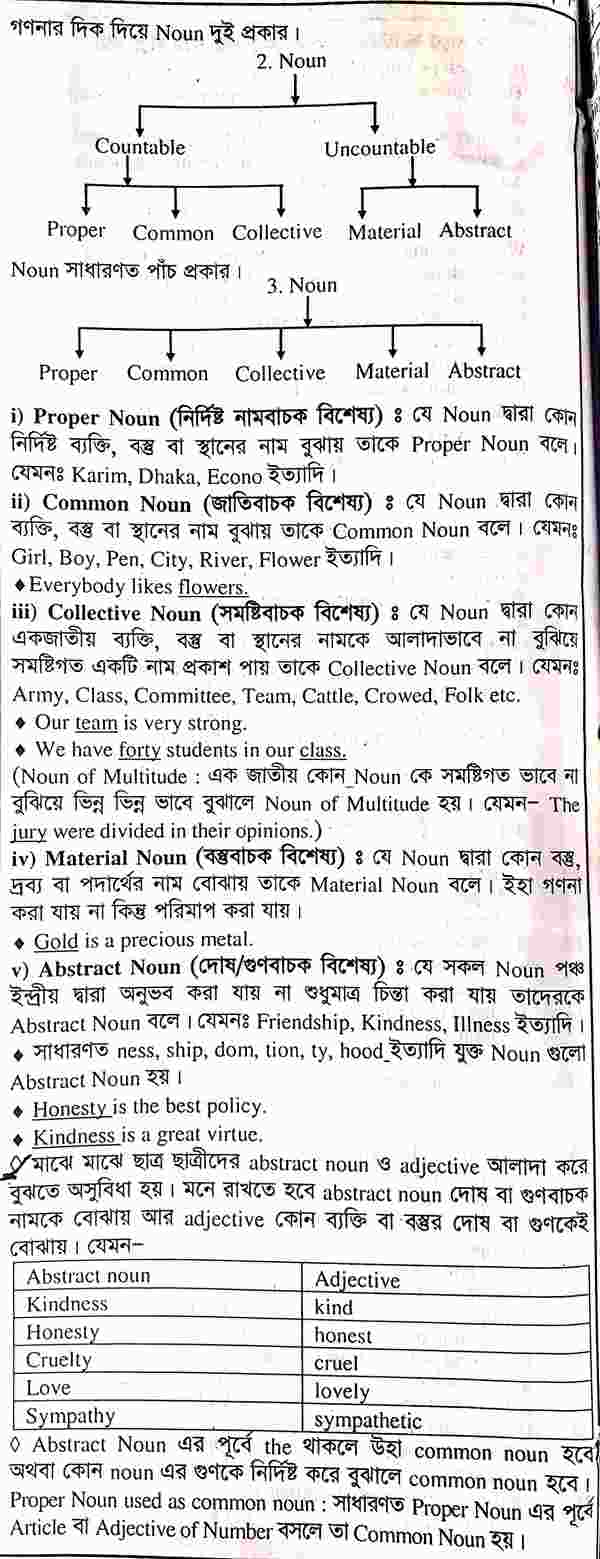 গণনার দিক দিয়ে Noun দুই প্রকার।
2. Noun
Countable Uncountable
Proper Common Collective Material Abstract
Noun সাধারণত পাঁচ প্রকার।
3. Noun
Proper Common Collective Material Abstract
i) Proper Noun (নির্দিষ্ট নামবাচক বিশেষ্য) ঃ যে Noun দ্বারা কোন
নির্দিষ্ট ব্যক্তি, বস্তু বা স্থানের নাম বুঝায় তাকে Proper Noun বলে।
যেমনঃ Karim, Dhaka, Econo ইত্যাদি।
ii) Common Noun (জাতিবাচক বিশেষ্য) ঃ যে Noun দ্বারা কোন
ব্যক্তি, বস্তু বা স্থানের নাম বুঝায় তাকে Common Noun বলে। যেমনঃ
Girl, Boy, Pen, City, River, Flower ইত্যাদি।
♦Everybody likes flowers.
iii) Collective Noun (সমষ্টিবাচক বিশেষ্য) ঃ যে Noun দ্বারা কোন
একজাতীয় ব্যক্তি, বস্তু বা স্থানের নামকে আলাদাভাবে না বুঝিয়ে
সমষ্টিগত একটি নাম প্রকাশ পায় তাকে Collective Noun বলে। যেমনঃ
Army, Class, Committee, Team, Cattle, Crowed, Folk etc.
♦ Our team is very strong.
♦ We have forty students in our class.
(Noun of Multitude : এক জাতীয় কোন Noun কে সমষ্টিগত ভাবে না
বুঝিয়ে ভিন্ন ভিন্ন ভাবে বুঝালে Noun of Multitude হয়। যেমন– The
jury were divided in their opinions.)
iv) Material Noun (বস্তুবাচক বিশেষ্য) ঃ যে Noun দ্বারা কোন বস্তু,
দ্রব্য বা পদার্থের নাম বোঝায় তাকে Material Noun বলে। ইহা গণনা
করা যায় না কিন্তু পরিমাপ করা যায়।
♦ Gold is a precious metal.
v) Abstract Noun (দোষ/গুণবাচক বিশেষ্য) ঃ যে সকল Noun পঞ্চ
ইন্দ্রীয় দ্বারা অনুভব করা যায় না শুধুমাত্র চিন্তা করা যায় তাদেরকে
Abstract Noun বলে। যেমনঃ Friendship, Kindness, Illness ইত্যাদি।
♦ সাধারণত ness, ship, dom, tion, ty, hood ইত্যাদি যুক্ত Noun গুলো
Abstract Noun হয়।
♦ Honesty is the best policy.
♦ Kindness is a great virtue.
◊ মাঝে মাঝে ছাত্র ছাত্রীদের abstract noun ও adjective আলাদা করে
বুঝতে অসুবিধা হয়। মনে রাখতে হবে abstract noun দোষ বা গুণবাচক
নামকে বোঝায় আর adjective কোন ব্যক্তি বা বস্তুর দোষ বা গুণকেই
বোঝায়। যেমন–
Abstract noun Adjective
Kindness kind
Honesty honest
Cruelty cruel
Love lovely
Sympathy sympathetic
◊ Abstract Noun এর পূর্বে the থাকলে উহা common noun হবে
অথবা কোন noun এর গুণকে নির্দিষ্ট করে বুঝালে common noun হবে।
Proper Noun used as common noun : সাধারণত Proper Noun এর পূর্বে
Article বা Adjective of Number বসলে তা Common Noun হয়।